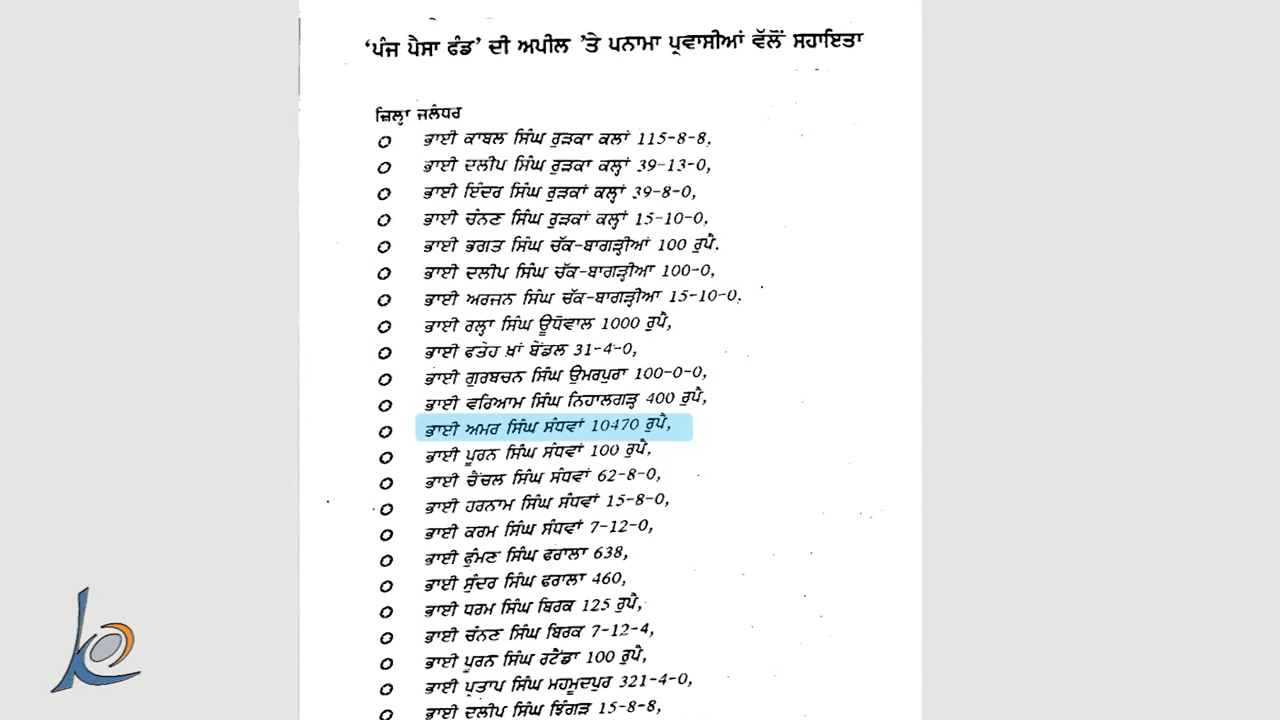 ‘ਪੰਜ ਪੈਸਾ ਫੰਡ’ ਦੀ ਅਪੀਲ ’ਤੇ ਪਨਾਮਾ ਪ੍ਰਵਾਸੀਆਂ ਵੱਲੋਂ ਸਹਾਇਤਾ
ਜ਼ਿਲ੍ਹਾ ਜਲੰਧਰ
ਭਾਈ ਕਾਬਲ ਸਿੰਘ ਰੁੜਕਾ ਕਲਾਂ 115-8-8,
ਭਾਈ ਦਲੀਪ ਸਿੰਘ ਰੁੜਕਾ ਕਲ੍ਹਾਂ 39-13-0,
ਭਾਈ ਇੰਦਰ ਸਿੰਘ ਰੁੜਕਾਂ ਕਲ੍ਹਾਂ 39-8-0,
ਭਾਈ ਚੰਨਣ ਸਿੰਘ ਰੁੜਕਾਂ ਕਲ੍ਹਾਂ 15-10-0,
ਭਾਈ ਭਗਤ ਸਿੰਘ ਚੱਕ-ਬਾਗੜੀਆਂ 100 ਰੁਪੈ.
ਭਾਈ ਦਲੀਪ ਸਿੰਘ ਚੱਕ-ਬਾਗੜੀਆ 100-0,
ਭਾਈ ਅਰਜਨ ਸਿੰਘ ਚੱਕ-ਬਾਗੜੀਆ 15-10-0.
ਭਾਈ ਰਲ੍ਹਾ ਸਿੰਘ ਊਧੋਵਾਲ 1000 ਰੁਪੈ,
ਭਾਈ ਫਤੇਹ ਖ਼ਾਂ ਬੇਂਡਲ 31-4-0,
ਭਾਈ ਗੁਰਬਚਨ ਸਿੰਘ ਉਮਰਪੁਰਾ 100-0-0,
ਭਾਈ ਵਰਿਆਮ ਸਿੰਘ ਨਿਹਾਲਗੜ੍ਹ 400 ਰੁਪੈ,
ਭਾਈ ਅਮਰ ਸਿੰਘ ਸੰਧਵਾਂ 10470 ਰੁਪੈ,
ਭਾਈ ਪੂਰਨ ਸਿੰਘ ਸੰਧਵਾਂ 100 ਰੁਪੈ,
ਭਾਈ ਚੈਂਚਲ ਸਿੰਘ ਸੰਧਵਾਂ 62-8-0,
ਭਾਈ ਹਰਨਾਮ ਸਿੰਘ ਸੰਧਵਾਂ 15-8-0,
ਭਾਈ ਕਰਮ ਸਿੰਘ ਸੰਧਵਾਂ 7-12-0,
ਭਾਈ ਫੁੰਮਣ ਸਿੰਘ ਫਰਾਲਾ 638,
ਭਾਈ ਸੁੰਦਰ ਸਿੰਘ ਫਰਾਲਾ 460,
ਭਾਈ ਧਰਮ ਸਿੰਘ ਬਿਰਕ 125 ਰੁਪੈ,
ਭਾਈ ਚੰਨਣ ਸਿੰਘ ਬਿਰਕ 7-12-4,
ਭਾਈ ਪੂਰਨ ਸਿੰਘ ਰਟੈਂਡਾ 100 ਰੁਪੈ,
ਭਾਈ ਪ੍ਰਤਾਪ ਸਿੰਘ ਮਹਮੂਦਪੁਰ 321-4-0,
ਭਾਈ ਦਲੀਪ ਸਿੰਘ ਝਿੰਗੜ 15-8-8,